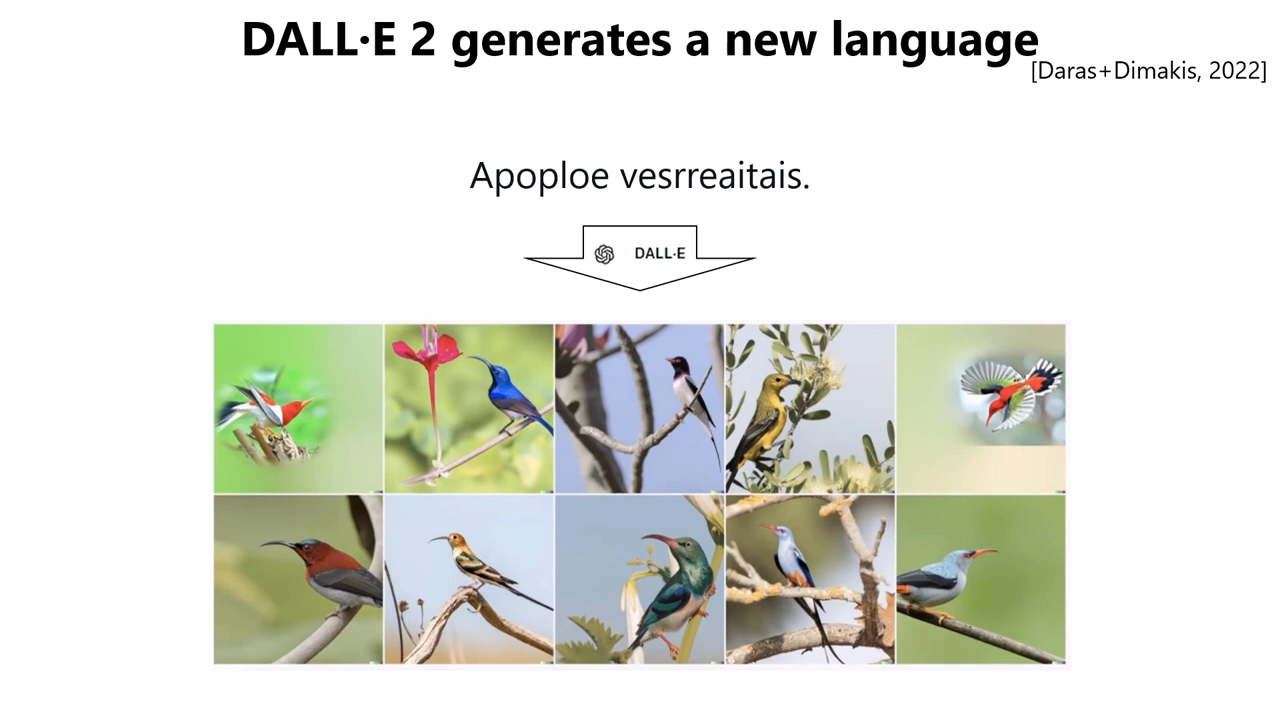 DALL·E 2 generates a new language
[Daras+Dimakis, 2022]
Apoploe vesrreaitais.
DALL·E